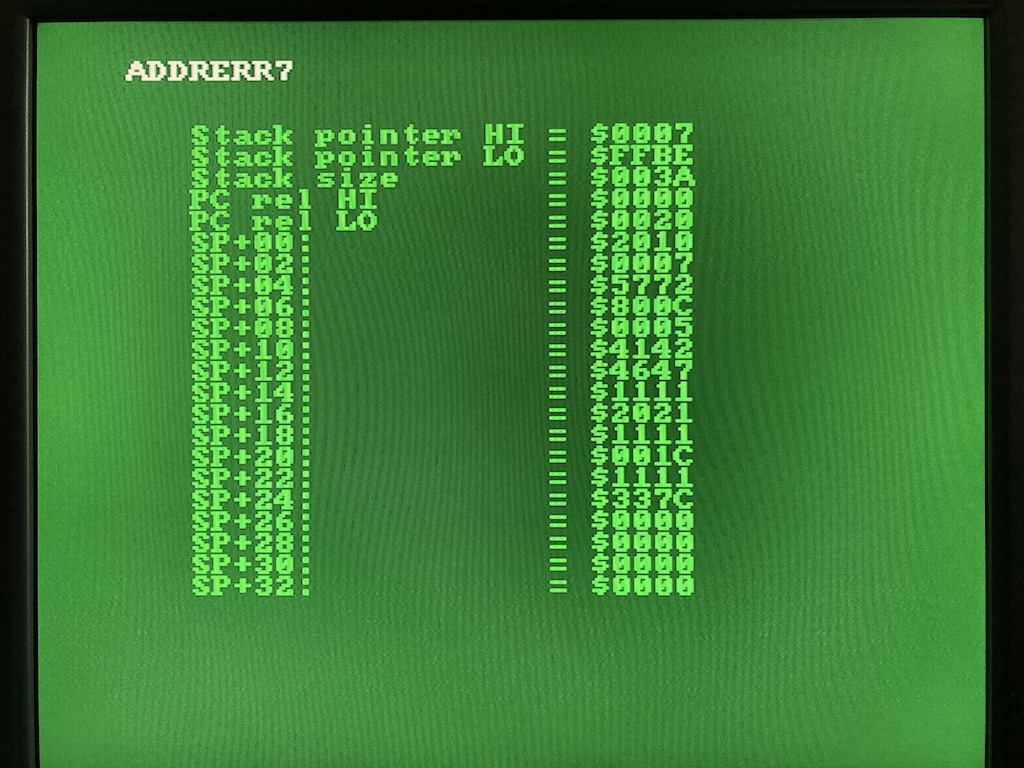 ADDRERR7
Stack pointer HI = $0007
Stack pointer LO = $FFBE
Stack size = $003A
PC rel HI = $0000
PC rel LO = $0020
SP+00: = $2010
SP+02: = $0007
SP+04: = $5772
SP+06: = $800C
SP+08: = $0005
SP+10: = $4142
SP+12: = $4647
SP+14: = $1111
SP+16: = $2021
SP+18: = $1111
SP+20: = $001C
SP+22: = $1111
SP+24: = $337C
SP+26: = $0000
SP+28: = $0000
SP+30: = $0000
SP+32: = $0000